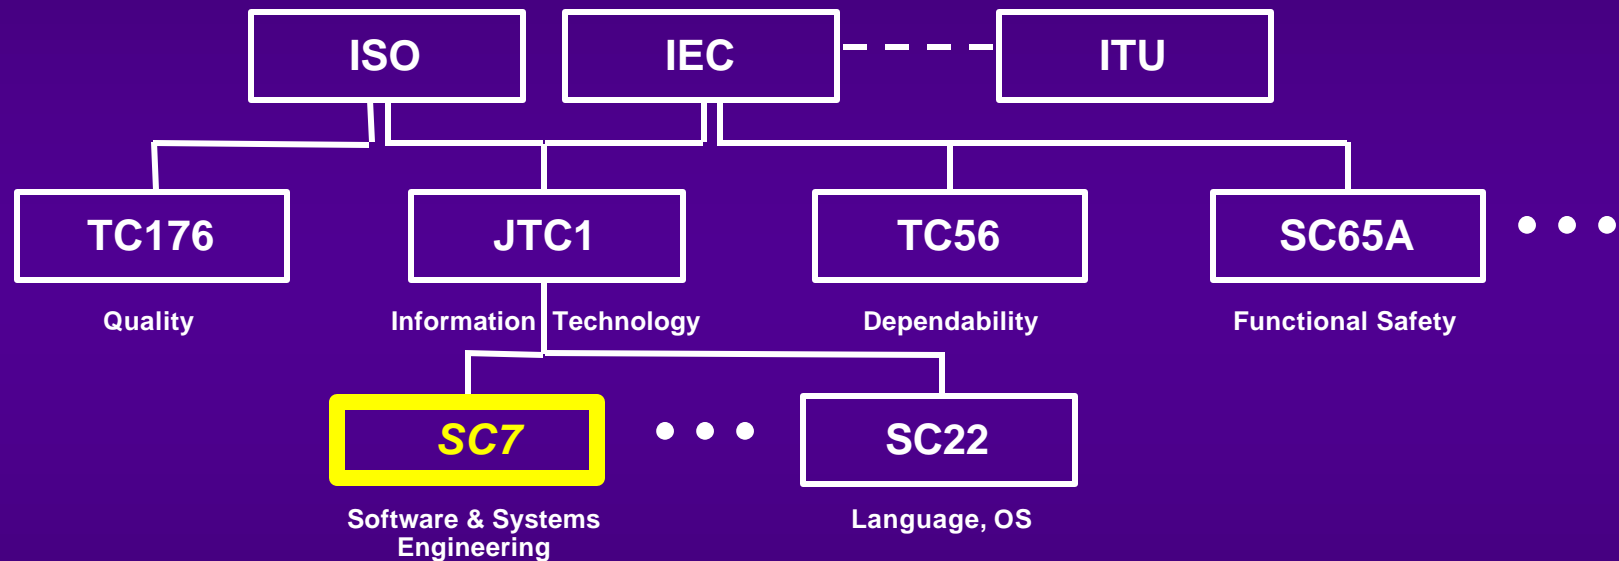 ISO
IEC
ITU
TC176
JTC1
TC56
SC65A
Quality
Information Technology
Dependability
Functional Safety
SC7
SC22
Software & Systems
Engineering
Language, OS